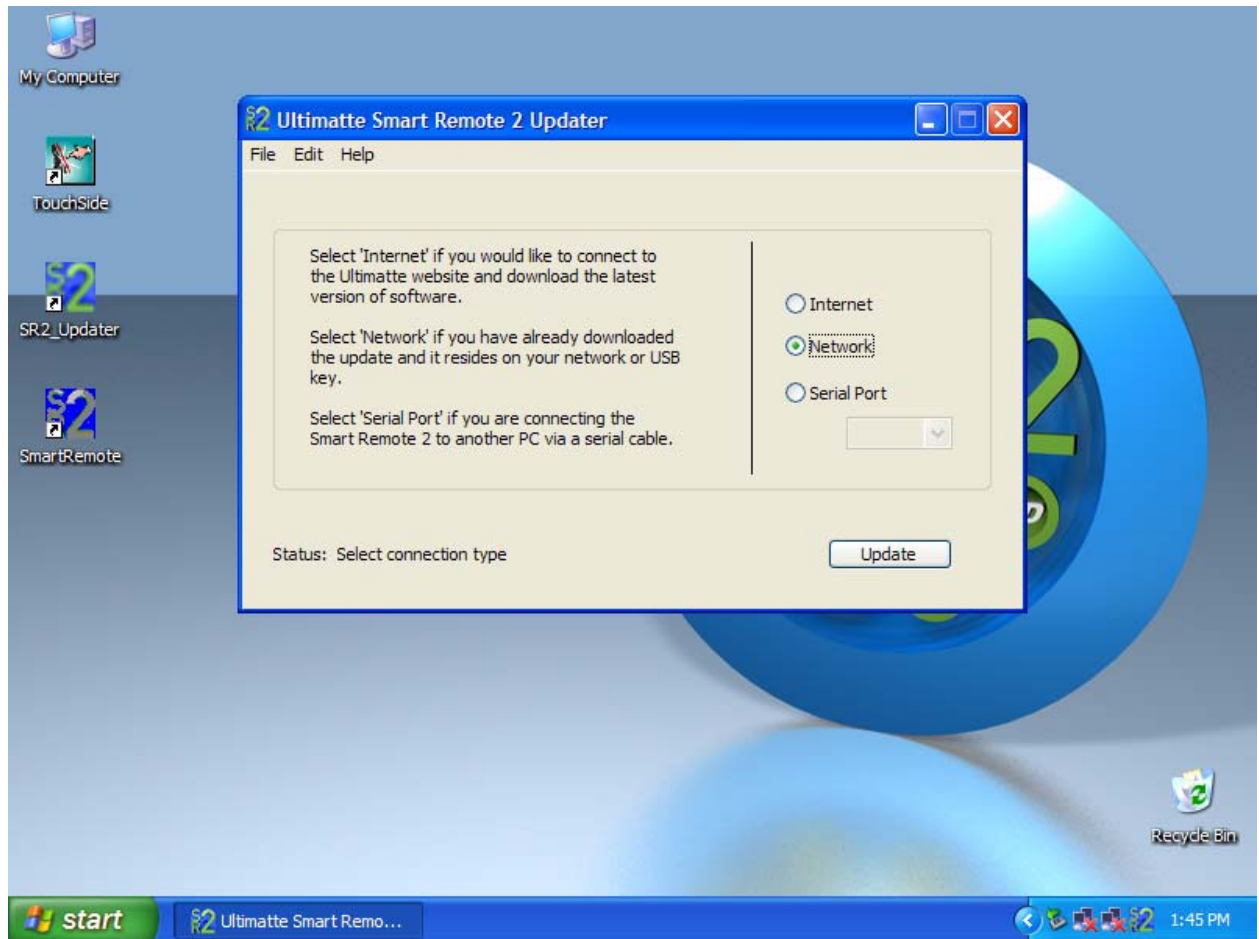 My Computer
TouchSide
SR2_Updater
SmartRemote
SR2 Ultimatte Smart Remote 2 Updater
File Edit Help
Select 'Internet' if you would like to connect to
the Ultimatte website and download the latest
version of software.
Select 'Network' if you have already downloaded
the update and it resides on your network or USB
key.
Select 'Serial Port' if you are connecting the
Smart Remote 2 to another PC via a serial cable.
Internet
Network
Serial Port
Status: Select connection type
Update
Recycle Bin
start
SR2 Ultimatte Smart Remo...
SR2
1:45 PM